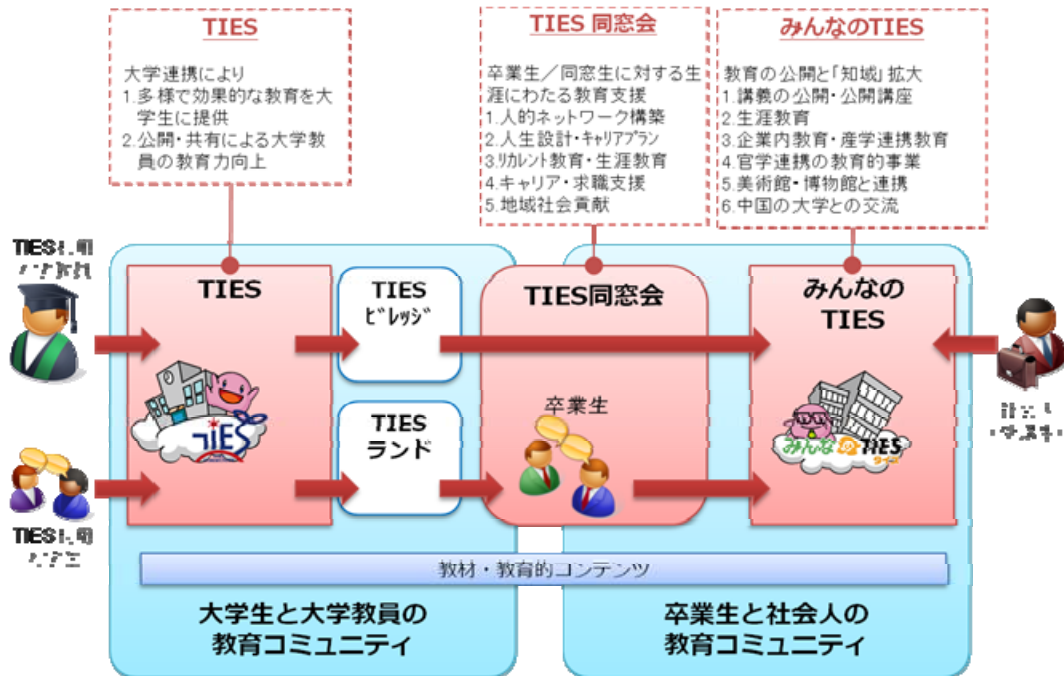 TIES
大学連携により
1.多様で効果的な教育を大
学生に提供
2.公開・共有による大学教
員の教育力向上
TIES 同窓会
卒業生／同窓生に対する生
涯にわたる教育支援
1.人的ネットワーク構築
2.人生設計・ｷｬﾘｱﾌﾟﾗﾝ
3.ﾘｶﾚﾝﾄ教育・生涯教育
4.キャリア・求職支援
5.地域社会貢献
みんなのTIES
教育の公開と「知域」拡大
1.講義の公開・公開講座
2.生涯教育
3.企業内教育・産学連携教育
4.官学連携の教育的事業
5.美術館・博物館と連携
6.中国の大学との交流
TIES
TIES
TIES
ﾋﾞﾚｯｼﾞ
TIES同窓会
みんなの
TIES
TIES
TIES
ランド
卒業生
みんなのTIES
タイズ
TIES
教材・教育的コンテンツ
大学生と大学教員の
教育コミュニティ
卒業生と社会人の
教育コミュニティ